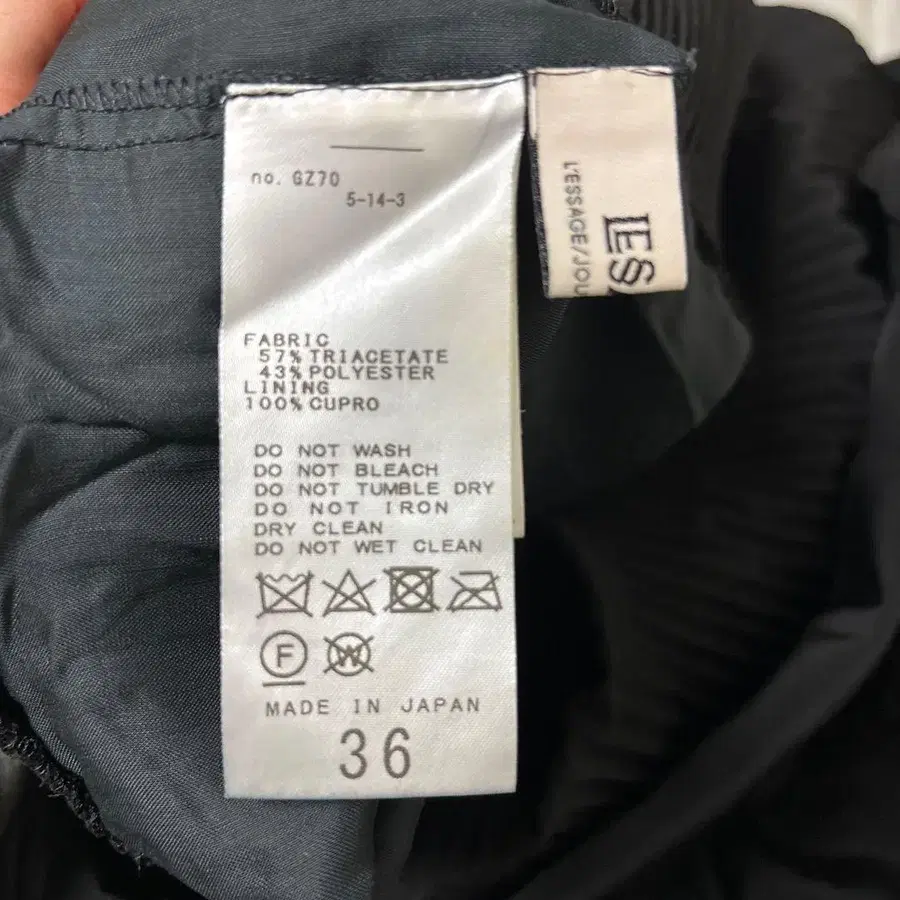 no. GZ70
5-14-3
FABRIC
57% TRIACETATE
43% POLYESTER
LINING
100% CUPRO
DO NOT WASH
DO NOT BLEACH
DO NOT TUMBLE DRY
DO NOT IRON
DRY CLEAN
DO NOT WET CLEAN
F W
MADE IN JAPAN
36
LESS
L'ESSAGE/JOU